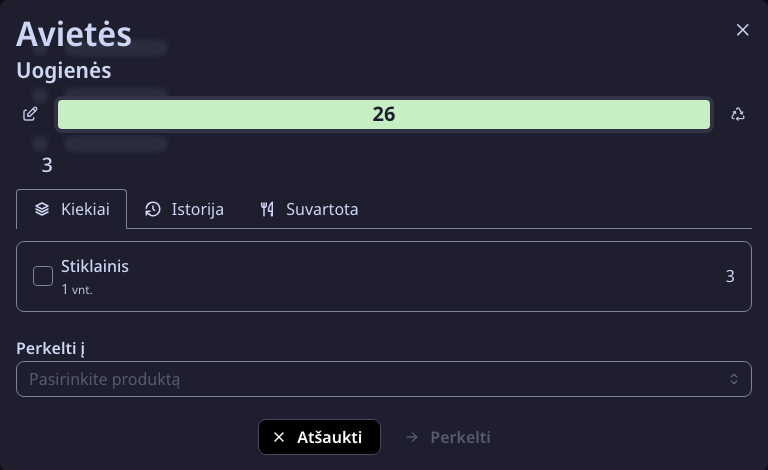 Avietės
Uogienės
26
3
Kiekiai Istorija Suvartota
Stiklainis 3
1 vnt.
Perkelti į
Pasirinkite produktą
Atšaukti Perkelti